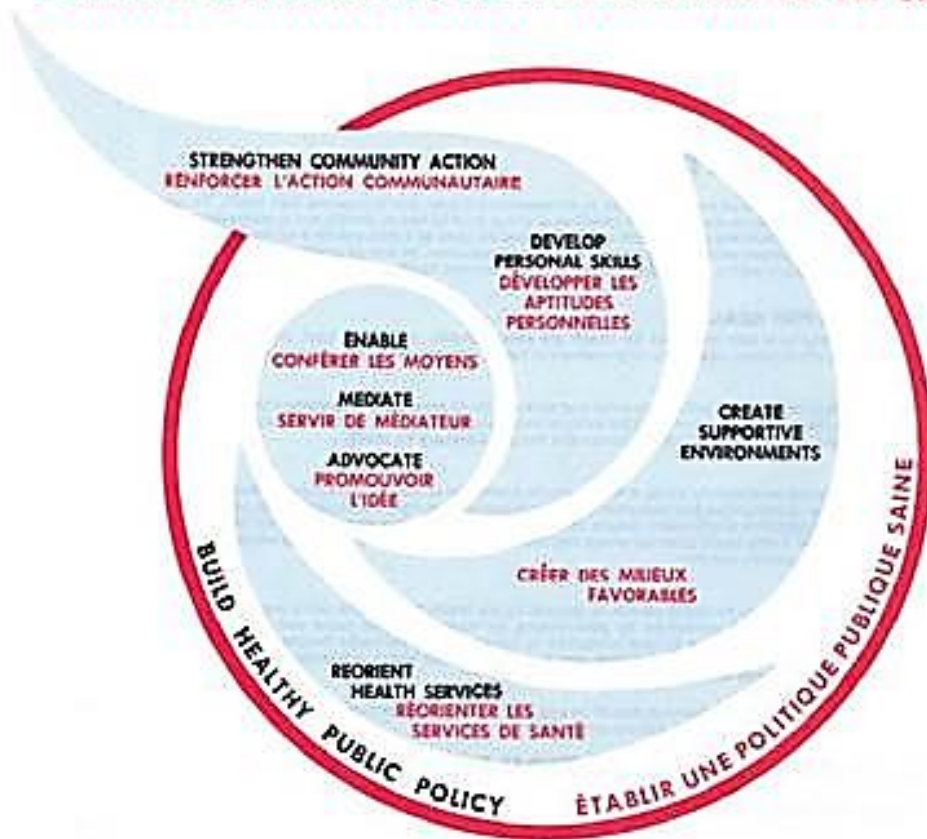 STRENGTHEN COMMUNITY ACTION
RENFORCER L'ACTION COMMUNAUTAIRE
DEVELOP
PERSONAL SKILLS
DÉVELOPPER LES
APTITUDES
PERSONNELLES
ENABLE
CONFÉRER LES MOYENS
MEDIATE
SERVIR DE MÉDIATEUR
ADVOCATE
PROMOUVOIR
L'IDÉE
CREATE
SUPPORTIVE
ENVIRONMENTS
CRÉER DES MILIEUX
FAVORABLES
REORIENT
HEALTH SERVICES
RÉORIENTER LES
SERVICES DE SANTÉ
BUILD HEALTHY PUBLIC POLICY
ÉTABLIR UNE POLITIQUE PUBLIQUE SAINE